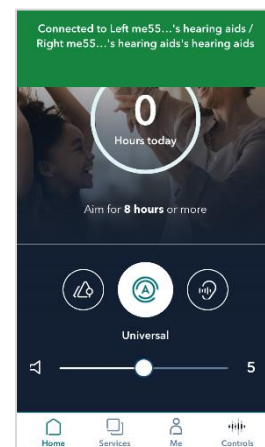 Connected to Left me55...'s hearing aids /
Right me55...'s hearing aids's hearing aids
0
Hours today
Aim for 8 hours or more
A
Universal
5
Home Services Me Controls